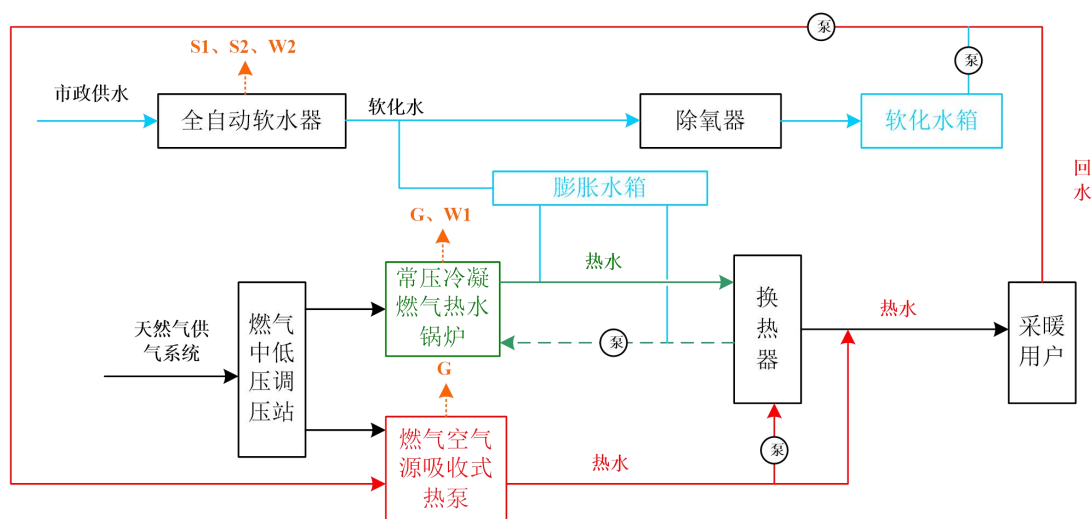 泵
S1、S2、W2
泵
市政供水
软化水
全自动软水器
除氧器
软化水箱
回
水
膨胀水箱
G、W1
热水
常压冷凝
燃气热水
锅炉
换
热
器
热水
天然气供
气系统
燃气
中低
压调
压站
泵
采暖
用户
G
燃气空气
源吸收式
热泵
热水
泵